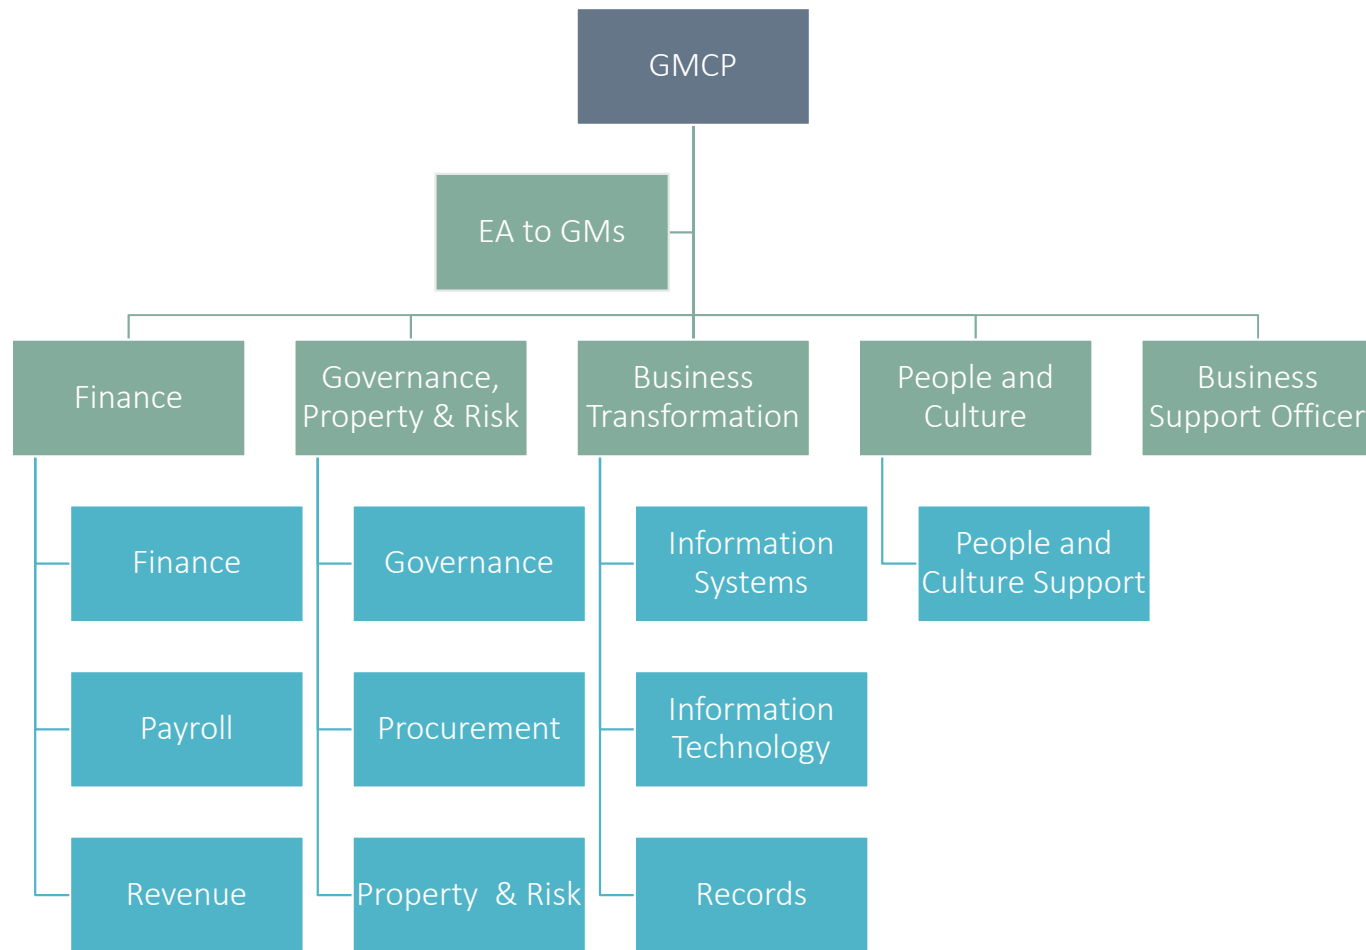 GMCP
EA to GMs
Finance
Governance,
Property & Risk
Business
Transformation
People and
Culture
Business
Support Officer
Finance
Governance
Information
Systems
People and
Culture Support
Payroll
Procurement
Information
Technology
Revenue
Property & Risk
Records